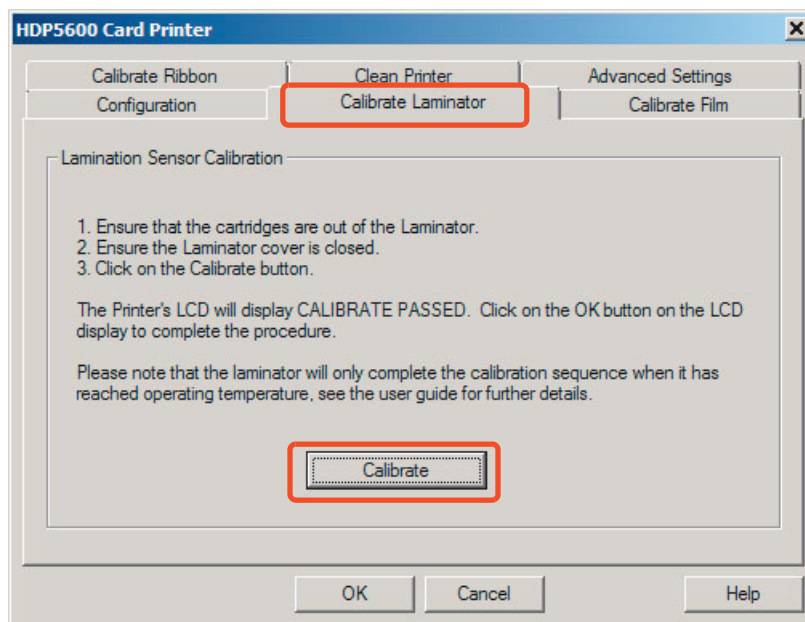 HDP5600 Card Printer
Calibrate Ribbon
Clean Printer
Advanced Settings
Configuration
Calibrate Laminator
Calibrate Film
Lamination Sensor Calibration
1. Ensure that the cartridges are out of the Laminator.
2. Ensure the Laminator cover is closed.
3. Click on the Calibrate button.
The Printer's LCD will display CALIBRATE PASSED.  Click on the OK button on the LCD
display to complete the procedure.
Please note that the laminator will only complete the calibration sequence when it has
reached operating temperature, see the user guide for further details.
Calibrate
OK
Cancel
Help